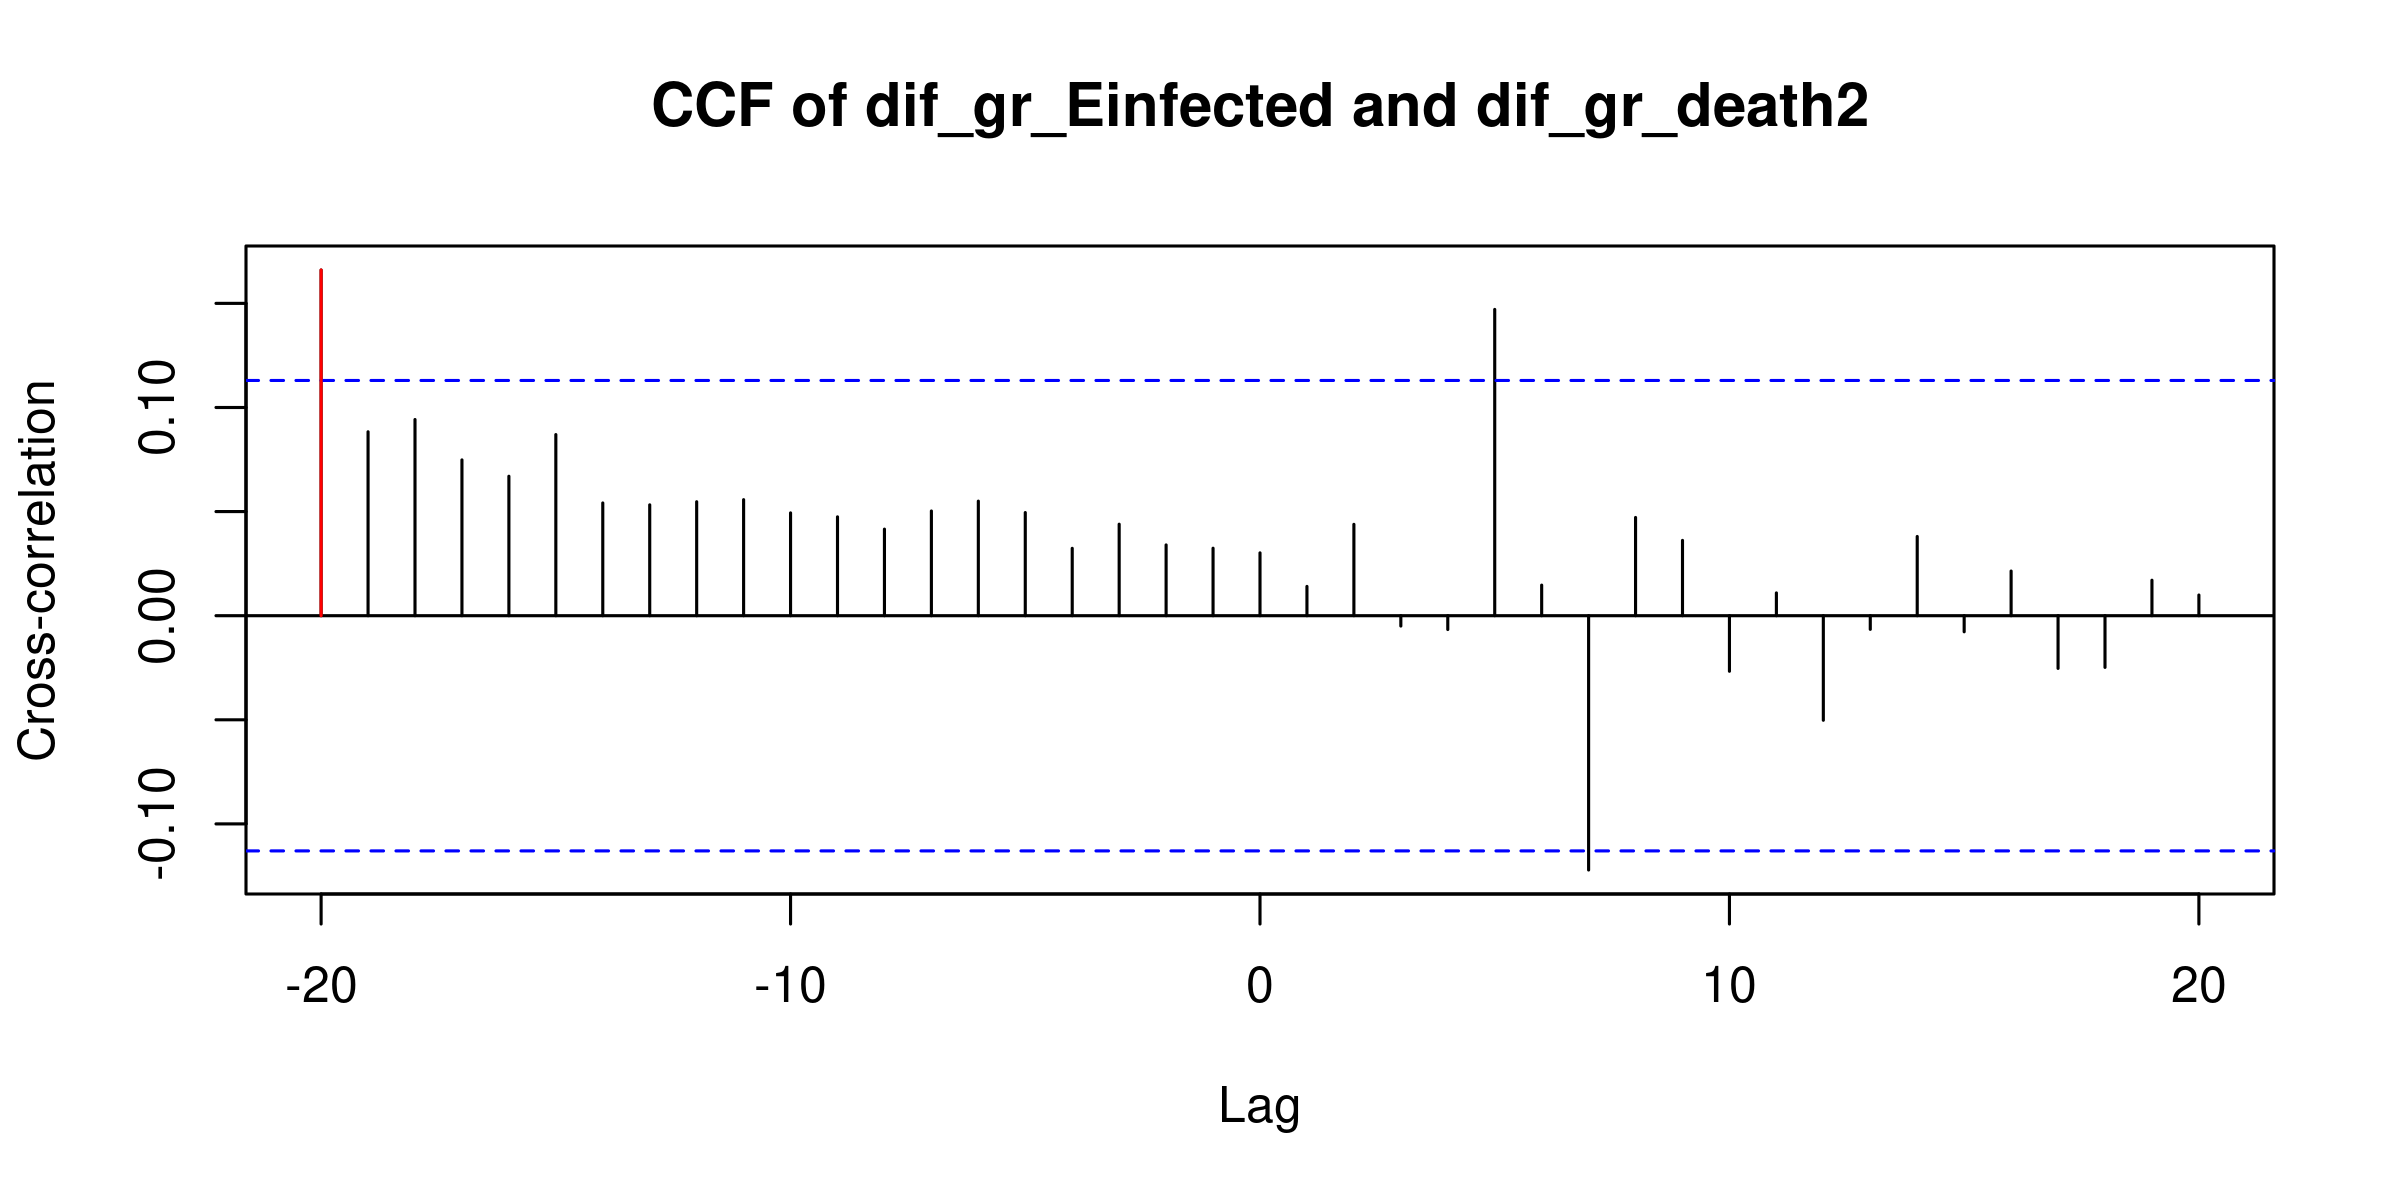 CCF of dif_gr_Einfected and dif_gr_death2
Cross-correlation
0.10
0.00
-0.10
-20
-10
0
10
20
Lag